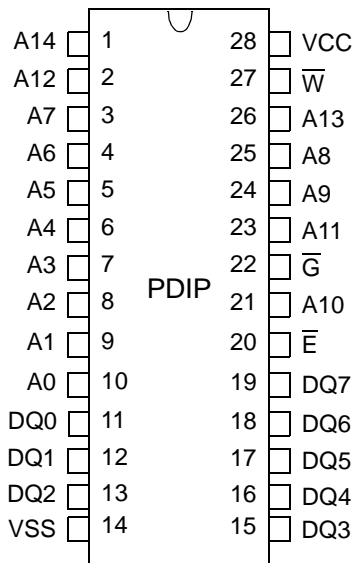 A14 1 28 VCC
A12 2 27 W̅
A7 3 26 A13
A6 4 25 A8
A5 5 24 A9
A4 6 23 A11
A3 7 22 G̅
PDIP
A2 8 21 A10
A1 9 20 E̅
A0 10 19 DQ7
DQ0 11 18 DQ6
DQ1 12 17 DQ5
DQ2 13 16 DQ4
VSS 14 15 DQ3